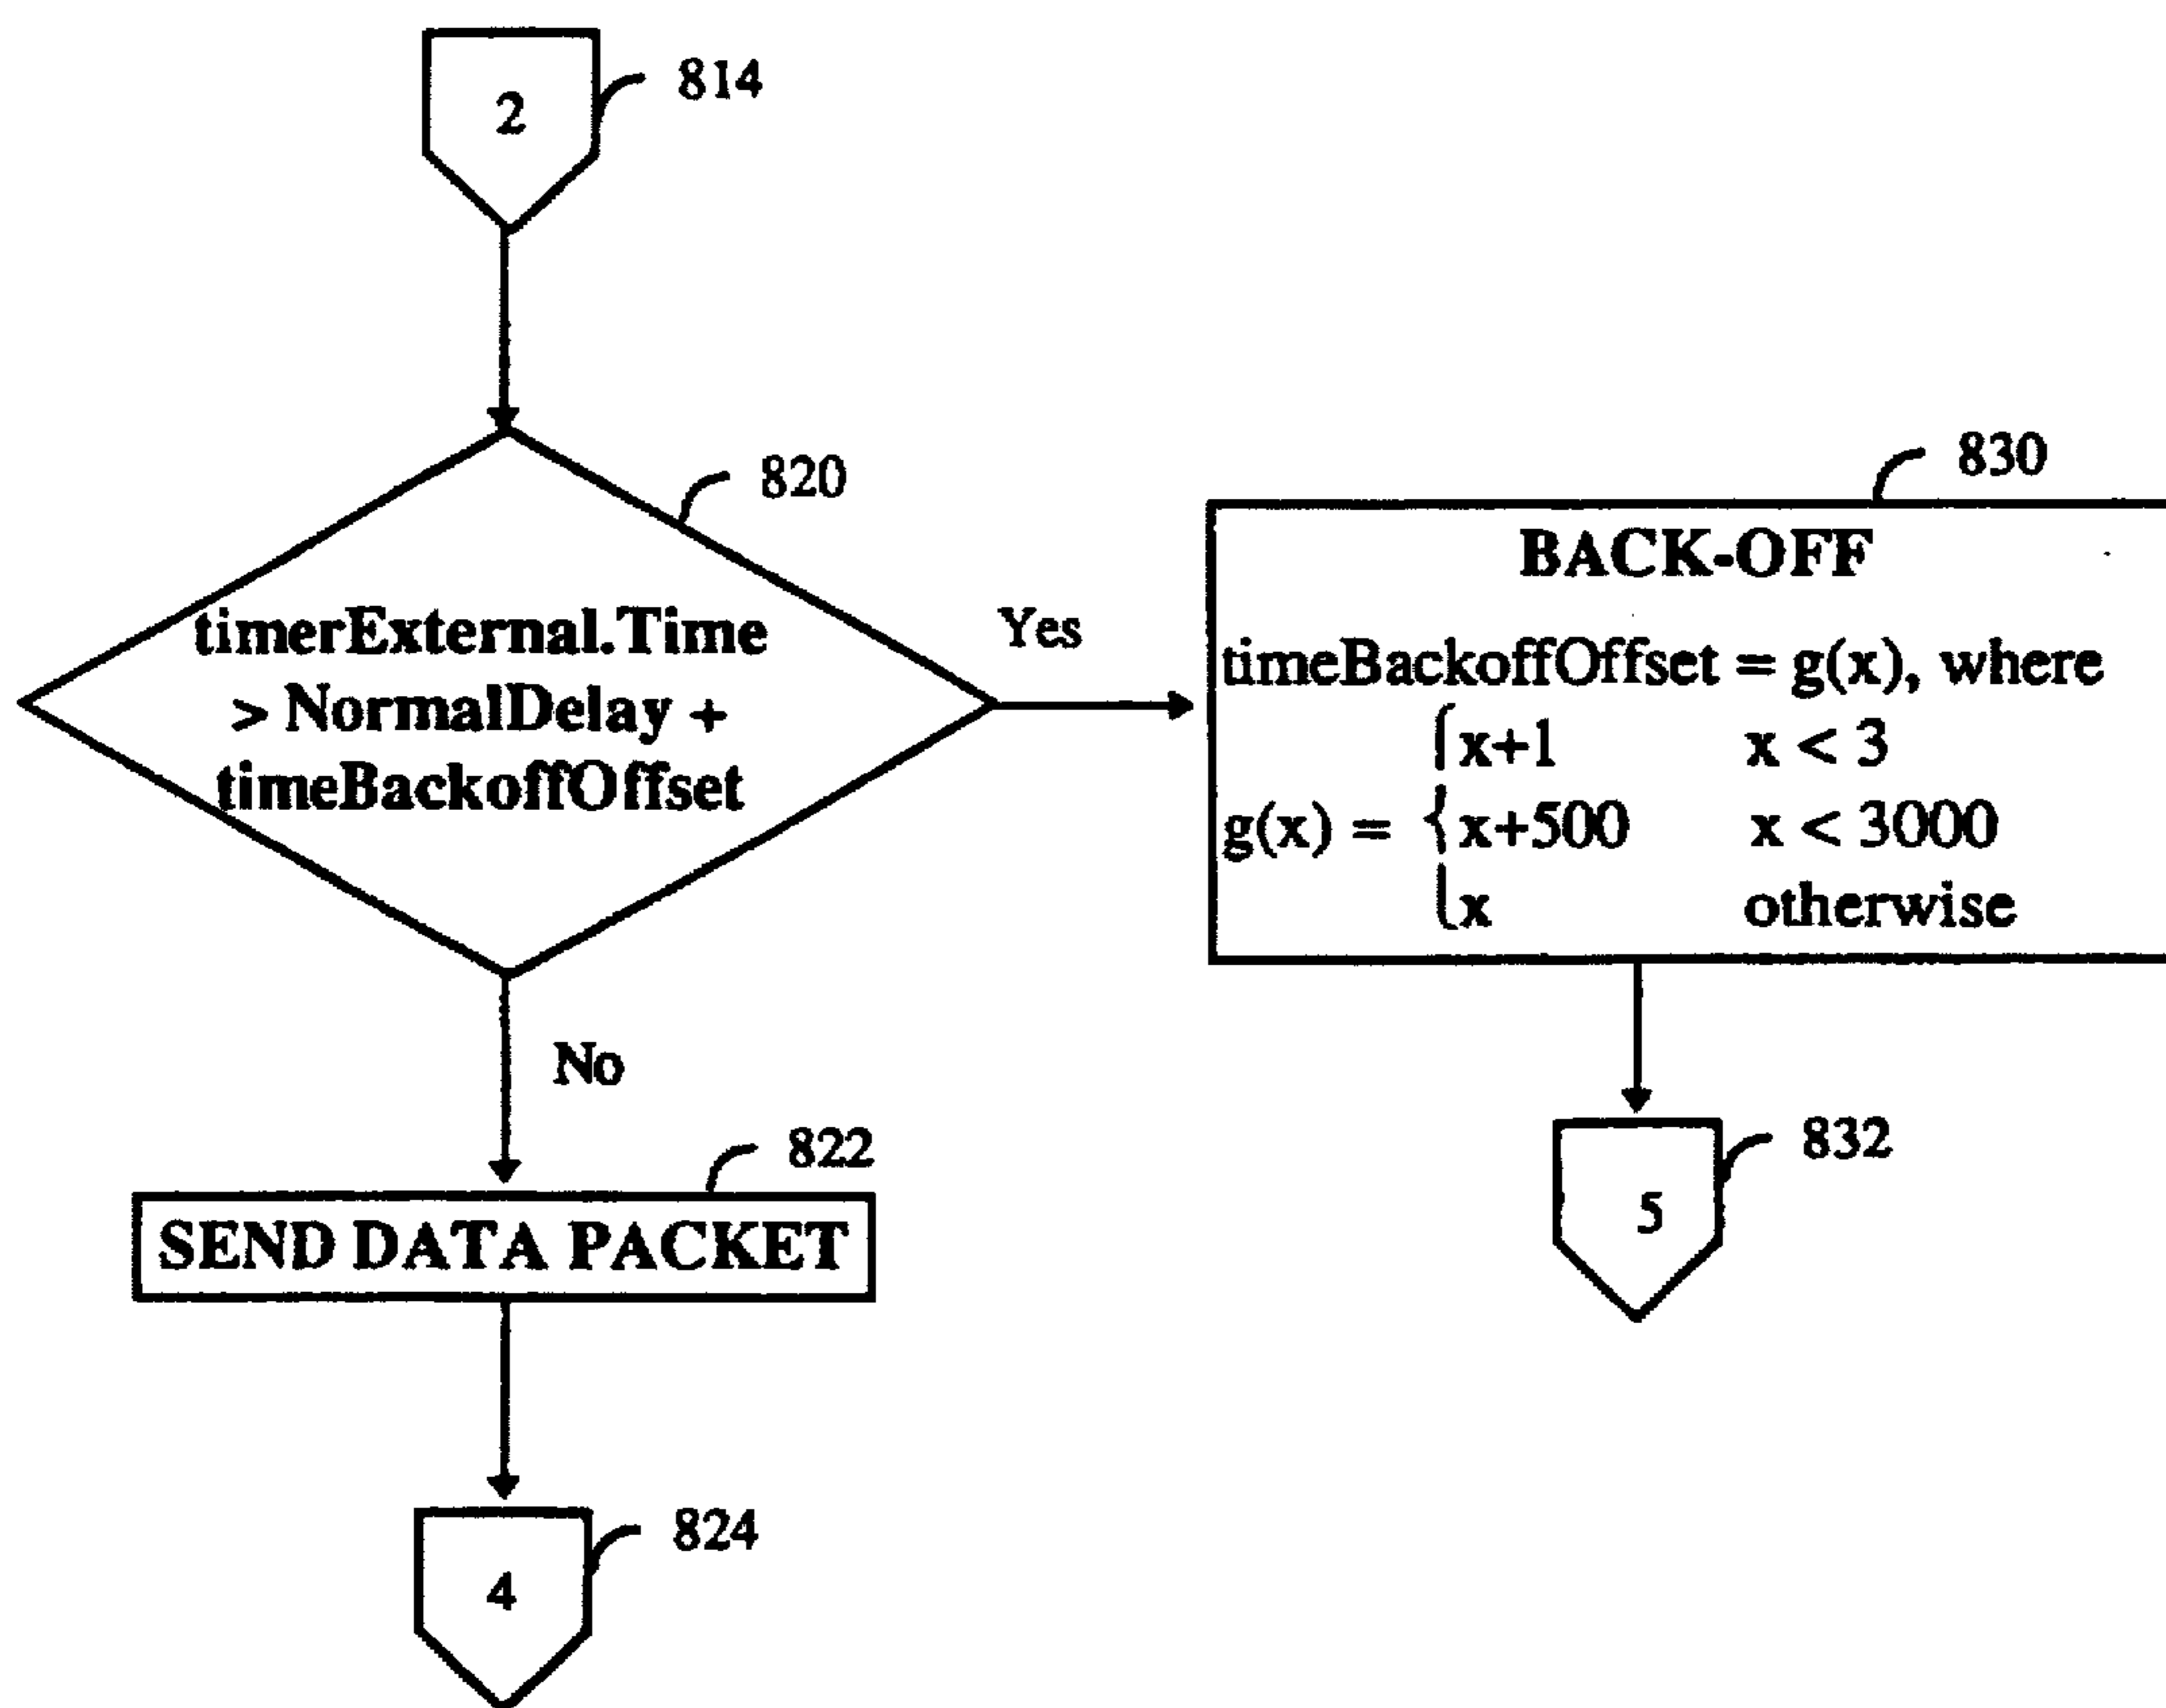 2
814
820
timerExternal.Time
> NormalDelay +
timeBackoffOffset
Yes
830
BACK-OFF
timeBackoffOffset = g(x), where
x+1 x < 3
g(x) = { x+500 x < 3000
x otherwise
No
822
SEND DATA PACKET
832
5
824
4